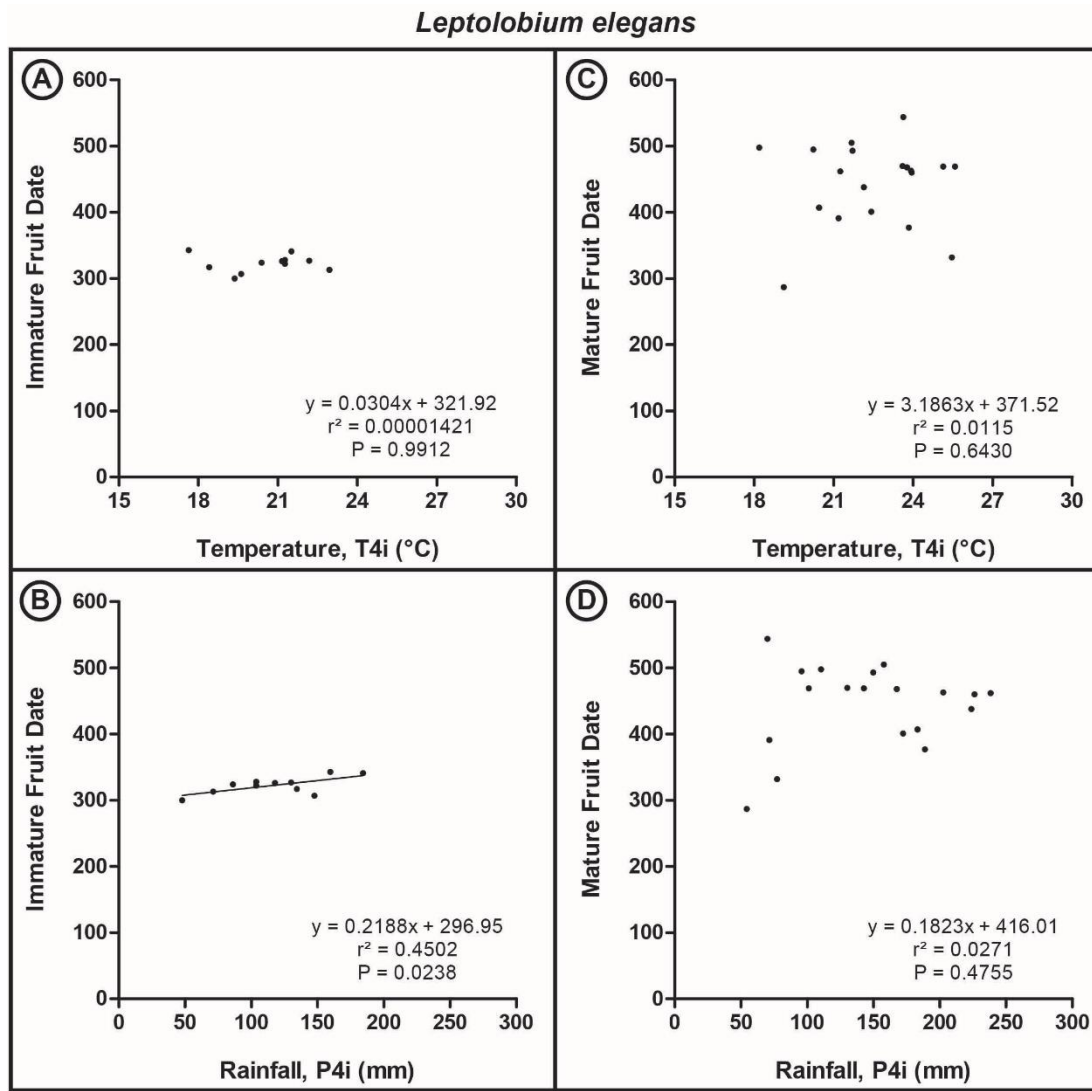 Leptolobium elegans
A
600
500
400
300
200
100
0
Immature Fruit Date
15 18 21 24 27 30
Temperature, T4i (°C)
y = 0.0304x + 321.92
r² = 0.00001421
P = 0.9912
C
600
500
400
300
200
100
0
Mature Fruit Date
15 18 21 24 27 30
Temperature, T4i (°C)
y = 3.1863x + 371.52
r² = 0.0115
P = 0.6430
B
600
500
400
300
200
100
0
Immature Fruit Date
0 50 100 150 200 250 300
Rainfall, P4i (mm)
y = 0.2188x + 296.95
r² = 0.4502
P = 0.0238
D
600
500
400
300
200
100
0
Mature Fruit Date
0 50 100 150 200 250 300
Rainfall, P4i (mm)
y = 0.1823x + 416.01
r² = 0.0271
P = 0.4755